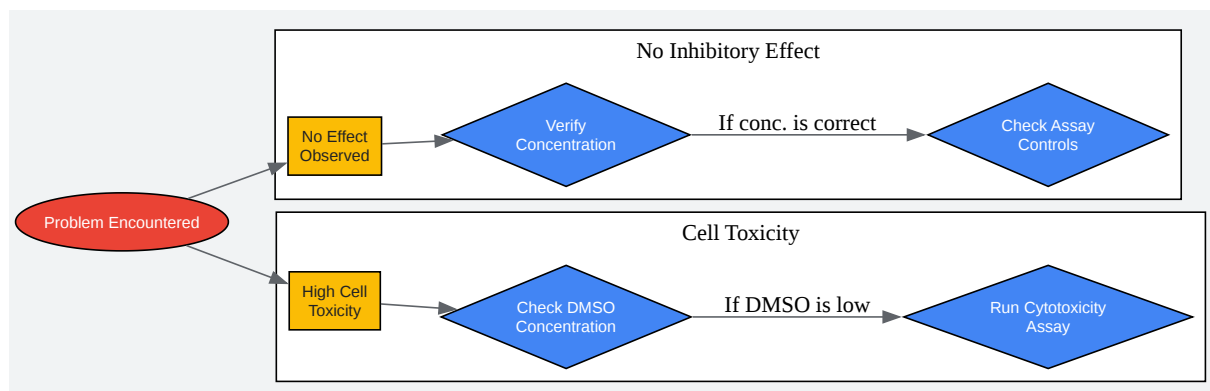 No Inhibitory Effect
No Effect
Observed
Verify
Concentration
If conc. is correct
Check Assay
Controls
Problem Encountered
Cell Toxicity
High Cell
Toxicity
Check DMSO
Concentration
If DMSO is low
Run Cytotoxicity
Assay